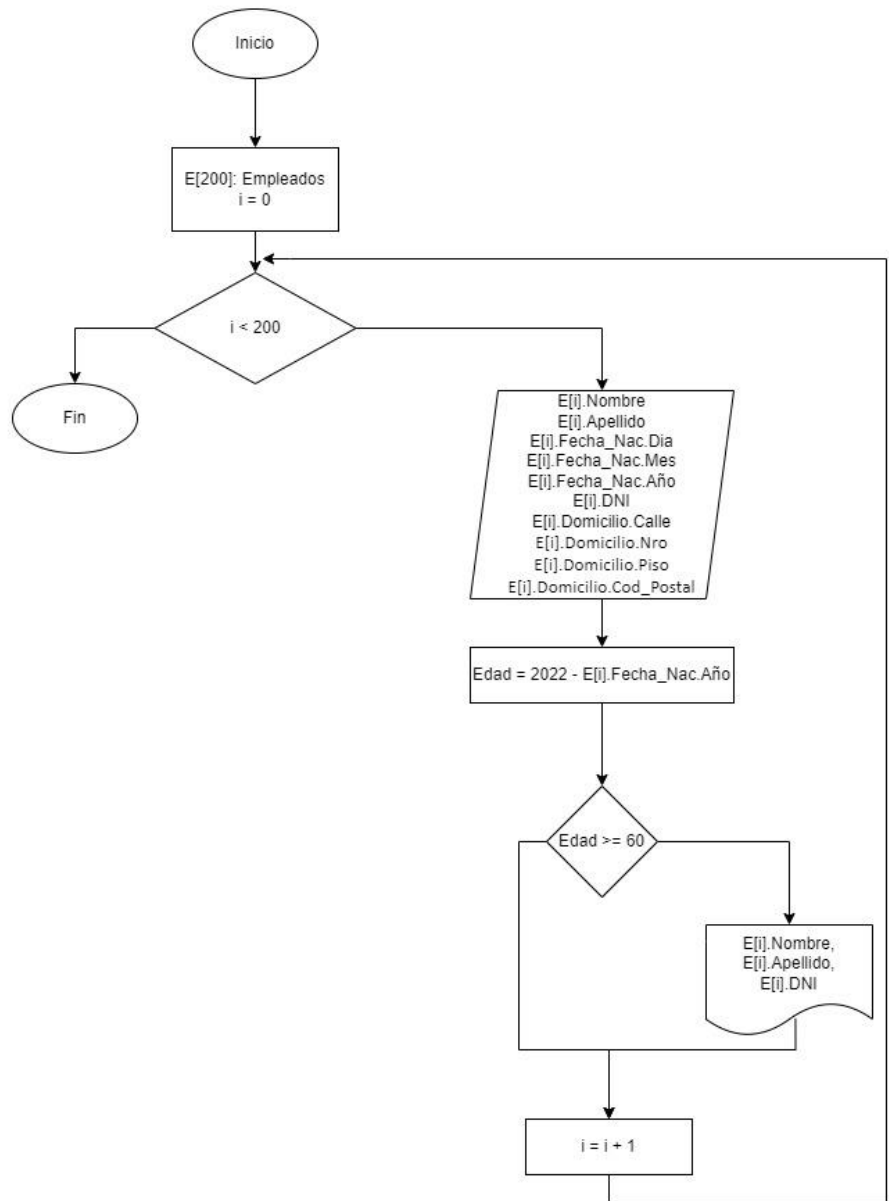 Inicio
E[200]: Empleados
i = 0
i < 200
Fin
E[i].Nombre
E[i].Apellido
E[i].Fecha_Nac.Dia
E[i].Fecha_Nac.Mes
E[i].Fecha_Nac.Año
E[i].DNI
E[i].Domicilio.Calle
E[i].Domicilio.Nro
E[i].Domicilio.Piso
E[i].Domicilio.Cod_Postal
Edad = 2022 - E[i].Fecha_Nac.Año
Edad >= 60
E[i].Nombre,
E[i].Apellido,
E[i].DNI
i = i + 1